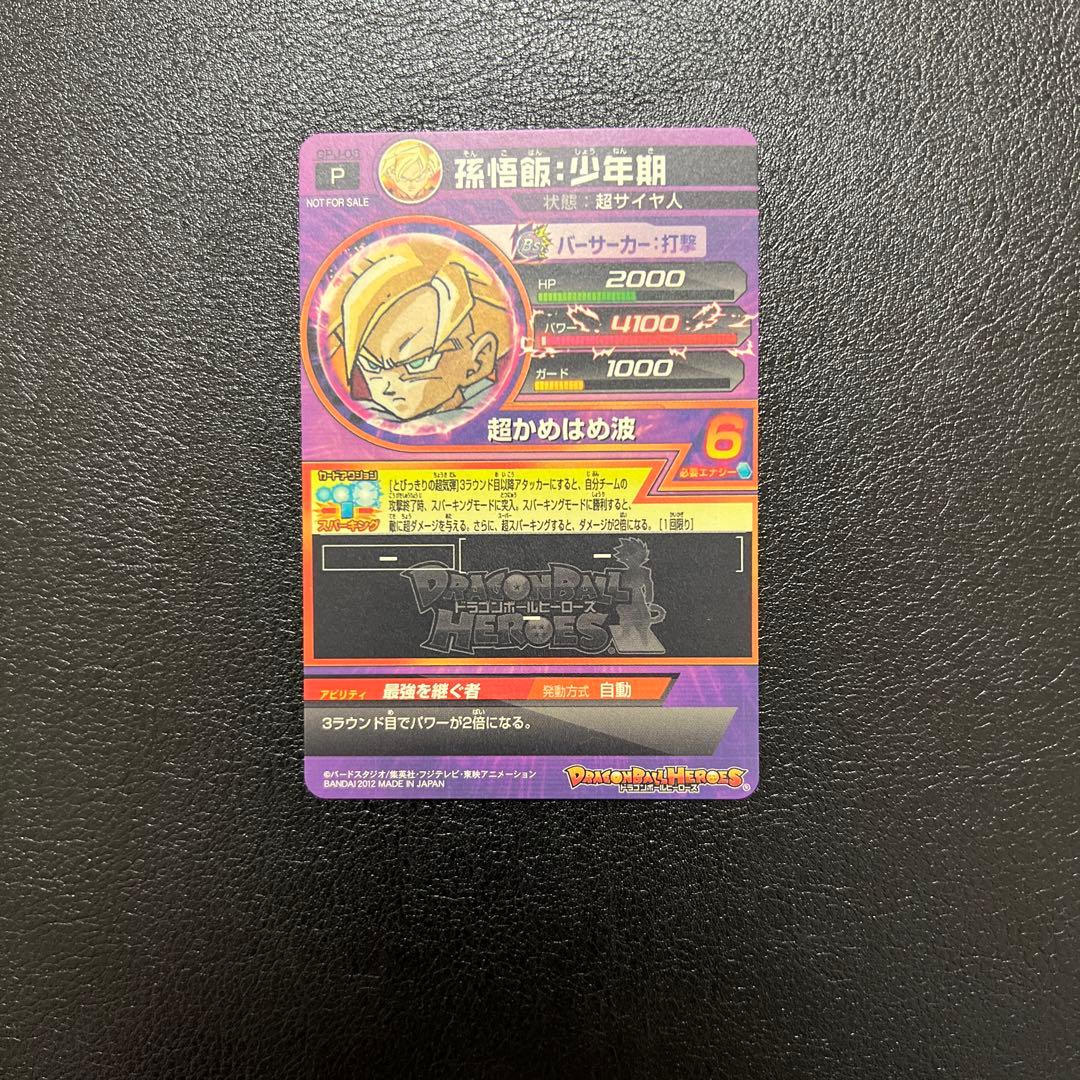 GPJ-03
P
NOT FOR SALE
孫悟飯:少年期
状態:超サイヤ人
Bs バーサーカー:打撃
HP 2000
パワー 4100
ガード 1000
超かめはめ波
6
必要エナジー
カードアクション
スパーキング
[とびっきりの超気弾]3ラウンド目以降アタッカーにすると、自分チームの
攻撃終了時、スパーキングモードに突入。スパーキングモードに勝利すると、
敵に超ダメージを与える。さらに、超スパーキングすると、ダメージが2倍になる。[1回限り]
ー ー
DRAGONBALL
ドラゴンボールヒーローズ
ー
HEROES
アビリティ 最強を継ぐ者 発動方式 自動
3ラウンド目でパワーが2倍になる。
©バードスタジオ/集英社・フジテレビ・東映アニメーション
BANDAI 2012 MADE IN JAPAN
DRAGONBALL HEROES
ドラゴンボールヒーローズ